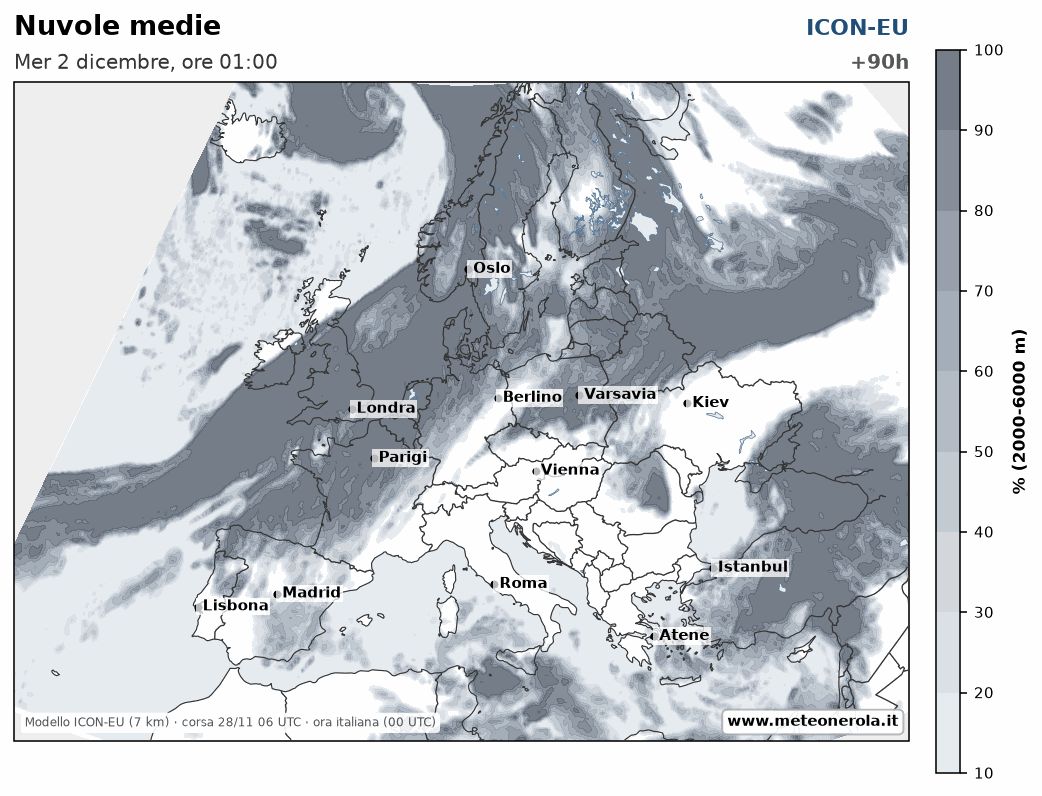 Nuvole medie
ICON-EU
Mer 2 dicembre, ore 01:00
+90h
100
90
80
70
60
50
40
30
20
10
% (2000-6000 m)
Oslo
Berlino
Varsavia
Kiev
Londra
Parigi
Vienna
Istanbul
Roma
Madrid
Lisbona
Atene
Modello ICON-EU (7 km) · corsa 28/11 06 UTC · ora italiana (00 UTC)
www.meteonerola.it